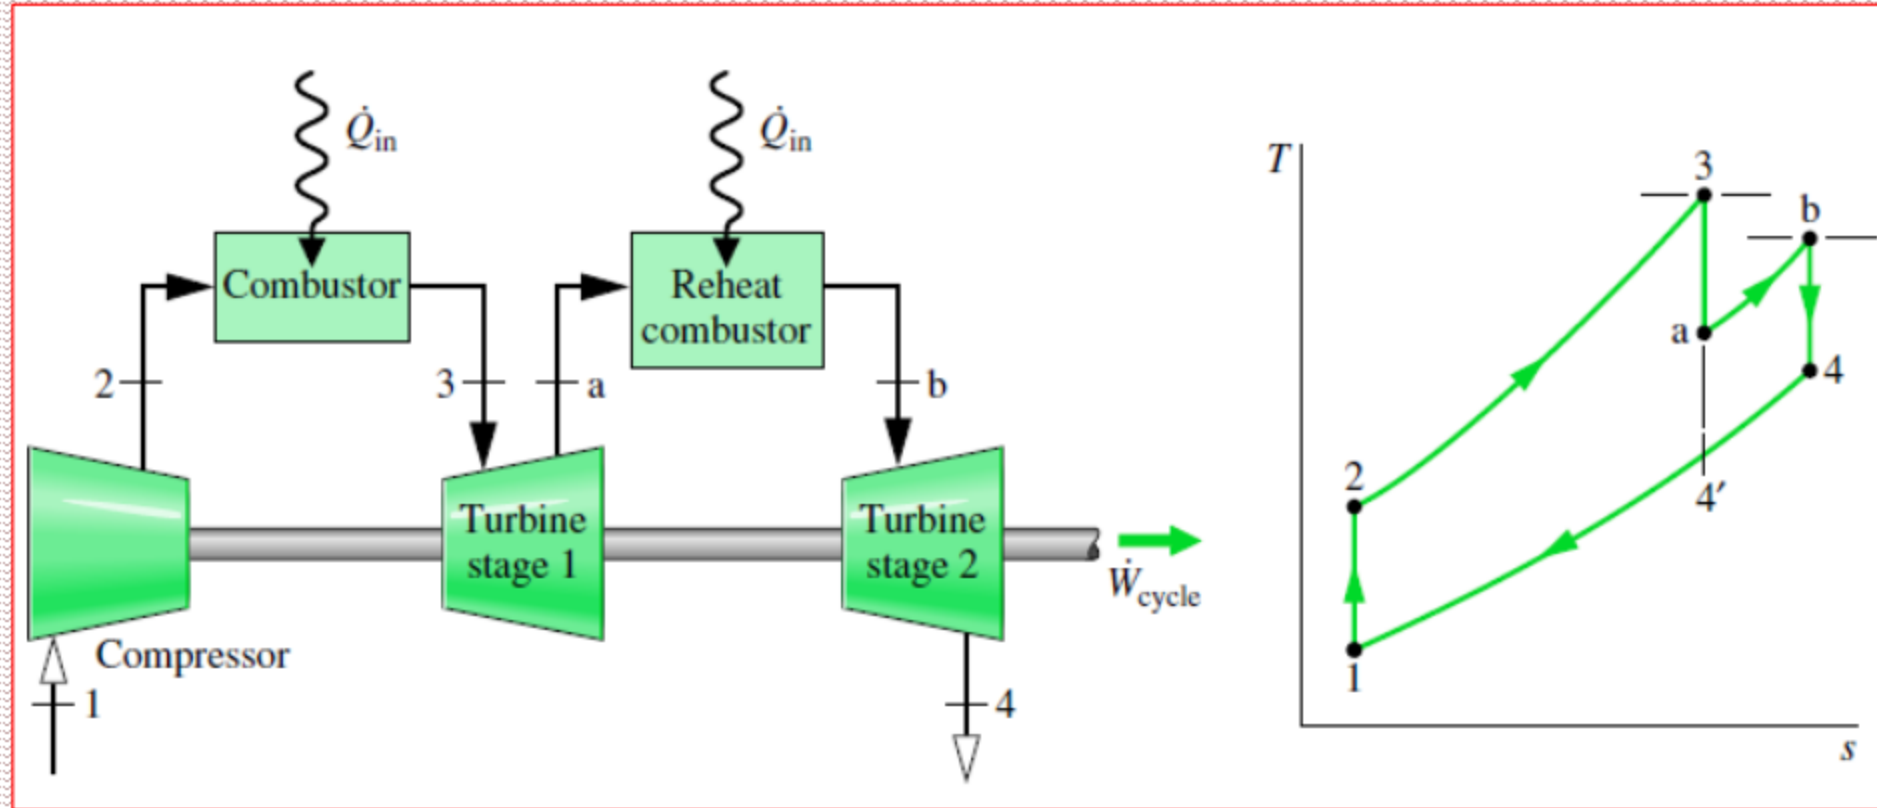 Q̇in
Q̇in
Combustor
Reheat
combustor
2
3
a
b
Turbine
stage 1
Turbine
stage 2
Ẇcycle
Compressor
1
4
T
3
b
a
4
2
4′
1
s